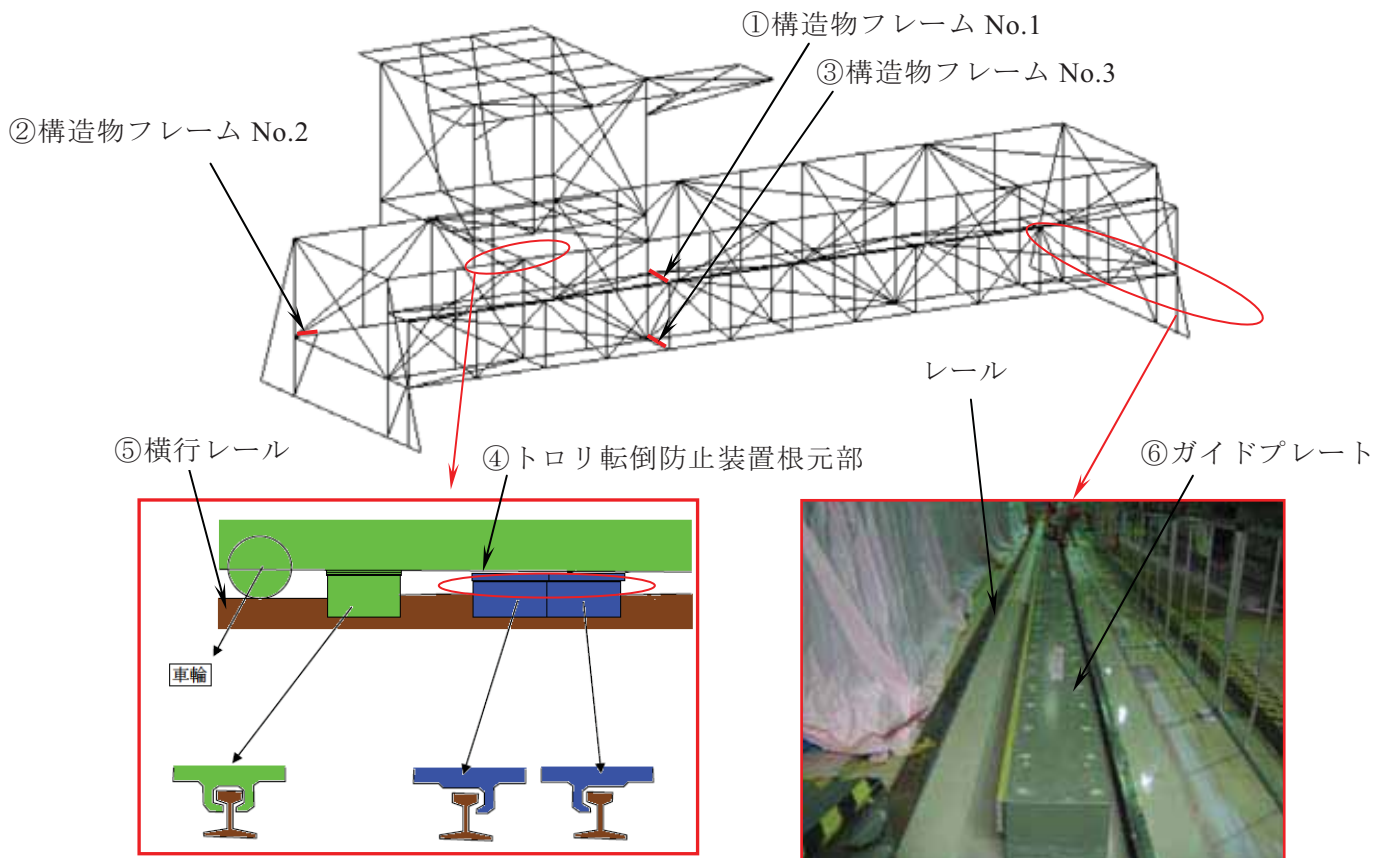 ①構造物フレーム No.1
③構造物フレーム No.3
②構造物フレーム No.2
レール
⑤横行レール
④トロリ転倒防止装置根元部
⑥ガイドプレート
車輪